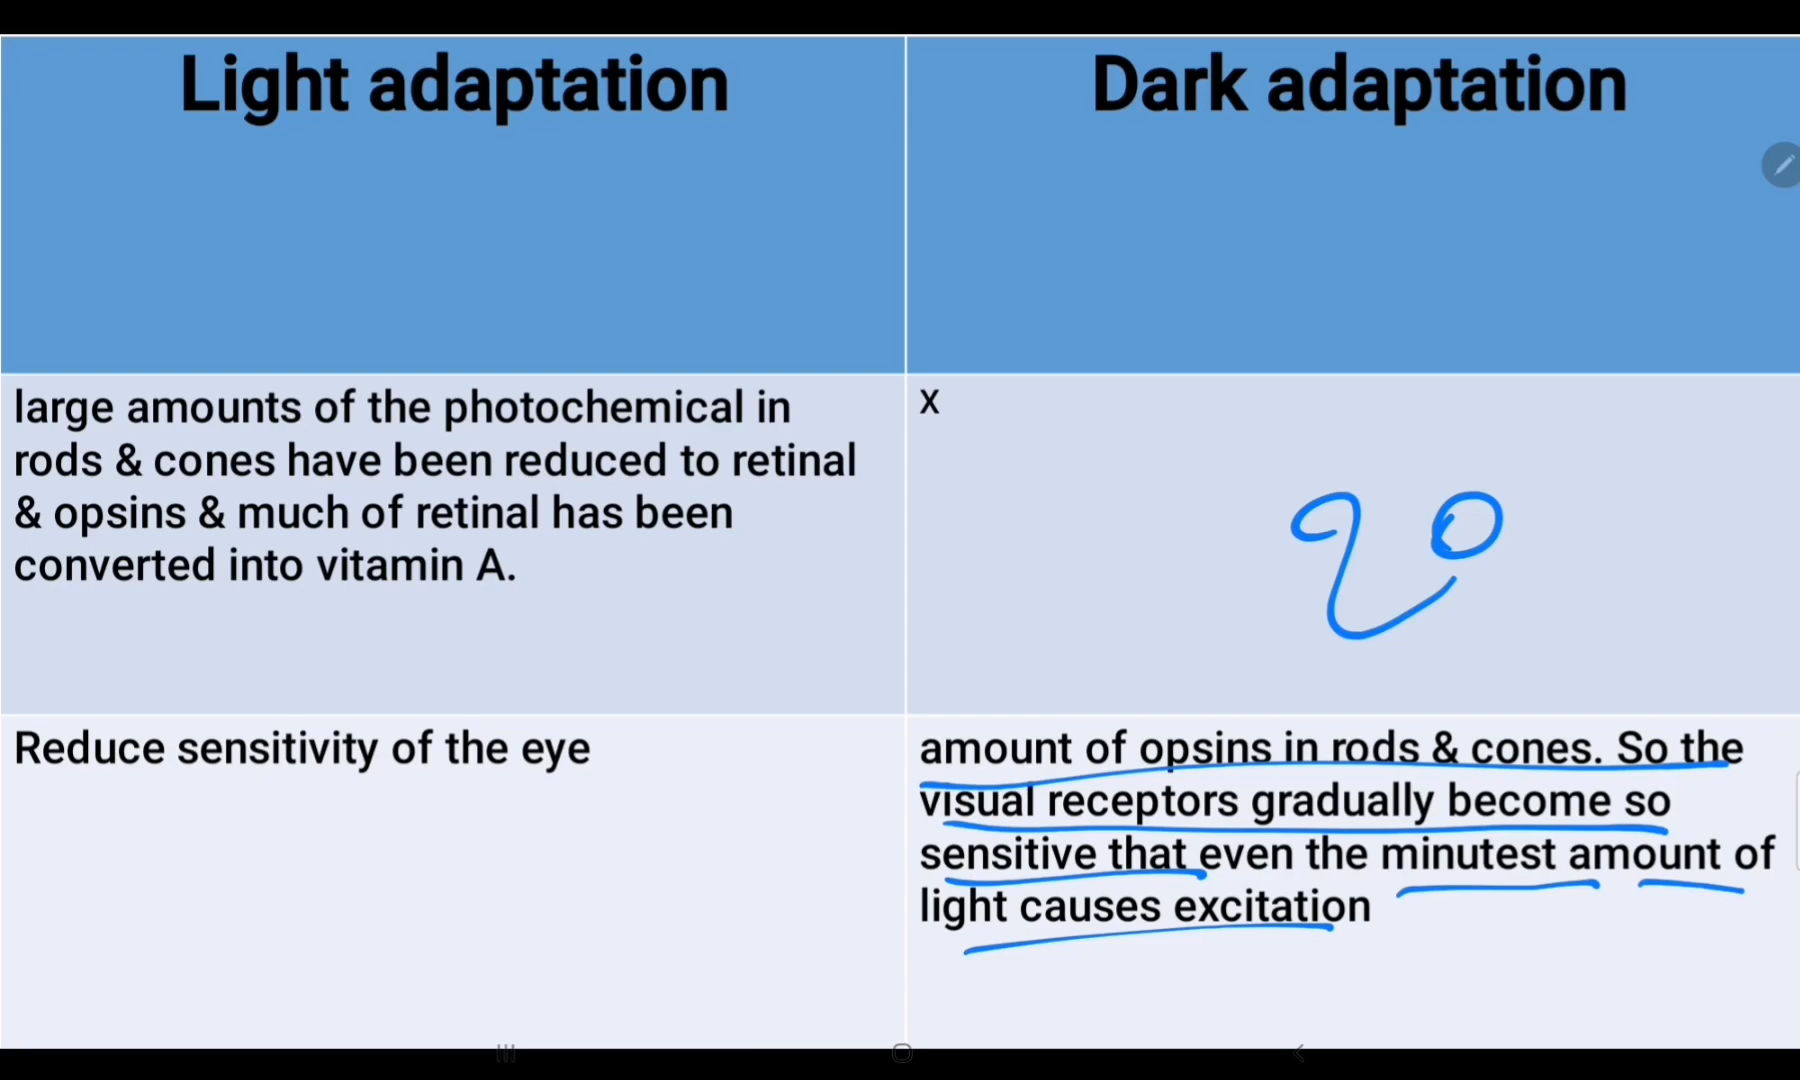 Light adaptation
Dark adaptation
large amounts of the photochemical in
rods & cones have been reduced to retinal
& opsins & much of retinal has been
converted into vitamin A.
x
Reduce sensitivity of the eye
amount of opsins in rods & cones. So the
visual receptors gradually become so
sensitive that even the minutest amount of
light causes excitation